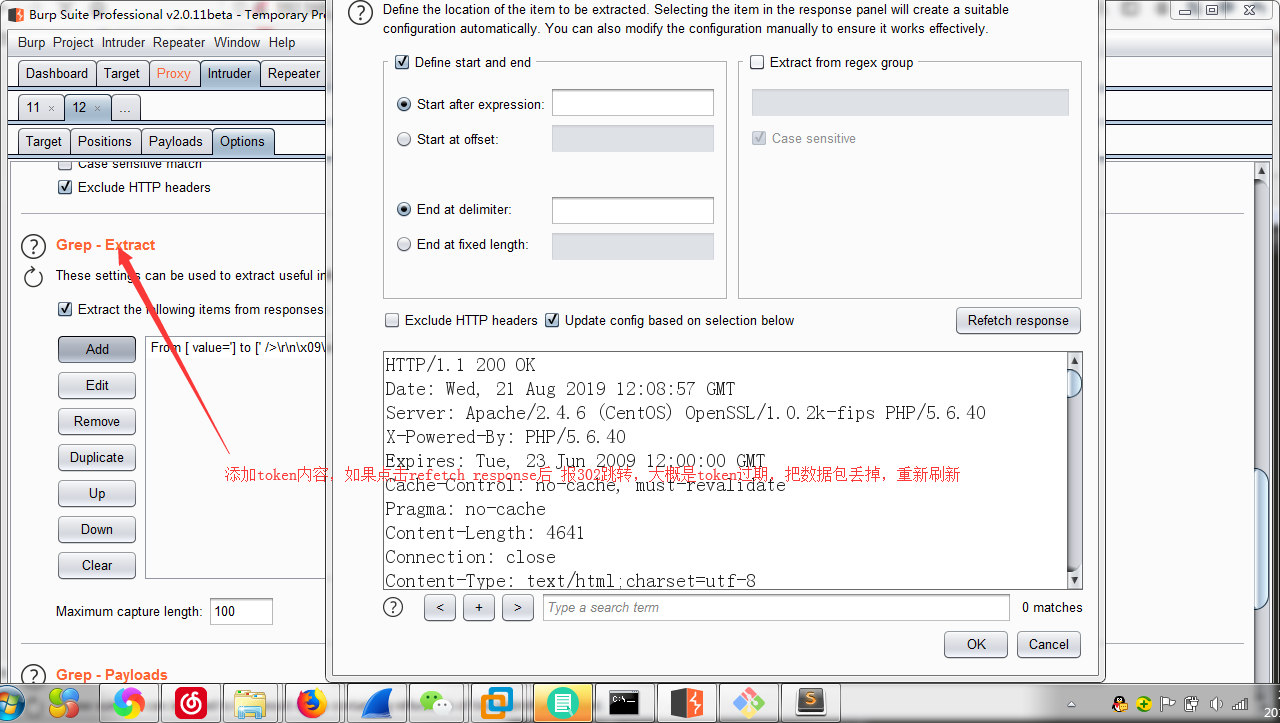 Burp Suite Professional v2.0.11beta - Temporary Pr
Burp Project Intruder Repeater Window Help
Dashboard Target Proxy Intruder Repeater
11 × 12 × ...
Target Positions Payloads Options
Case sensitive match
Exclude HTTP headers
Grep - Extract
These settings can be used to extract useful in
Extract the following items from responses
Add
From [ value='] to [' />\r\n\x09\
Edit
Remove
Duplicate
Up
Down
Clear
Maximum capture length: 100
Grep - Payloads
Define the location of the item to be extracted. Selecting the item in the response panel will create a suitable
configuration automatically. You can also modify the configuration manually to ensure it works effectively.
Define start and end
Start after expression:
Start at offset:
End at delimiter:
End at fixed length:
Extract from regex group
Case sensitive
Exclude HTTP headers Update config based on selection below
Refetch response
HTTP/1.1 200 OK
Date: Wed, 21 Aug 2019 12:08:57 GMT
Server: Apache/2.4.6 (CentOS) OpenSSL/1.0.2k-fips PHP/5.6.40
X-Powered-By: PHP/5.6.40
Expires: Tue, 23 Jun 2009 12:00:00 GMT
添加token内容，如果点击refetch response后 报302跳转，大概是token过期，把数据包丢掉，重新刷新
Cache-Control: no-cache, must-revalidate
Pragma: no-cache
Content-Length: 4641
Connection: close
Content-Type: text/html;charset=utf-8
< + > Type a search term 0 matches
OK Cancel